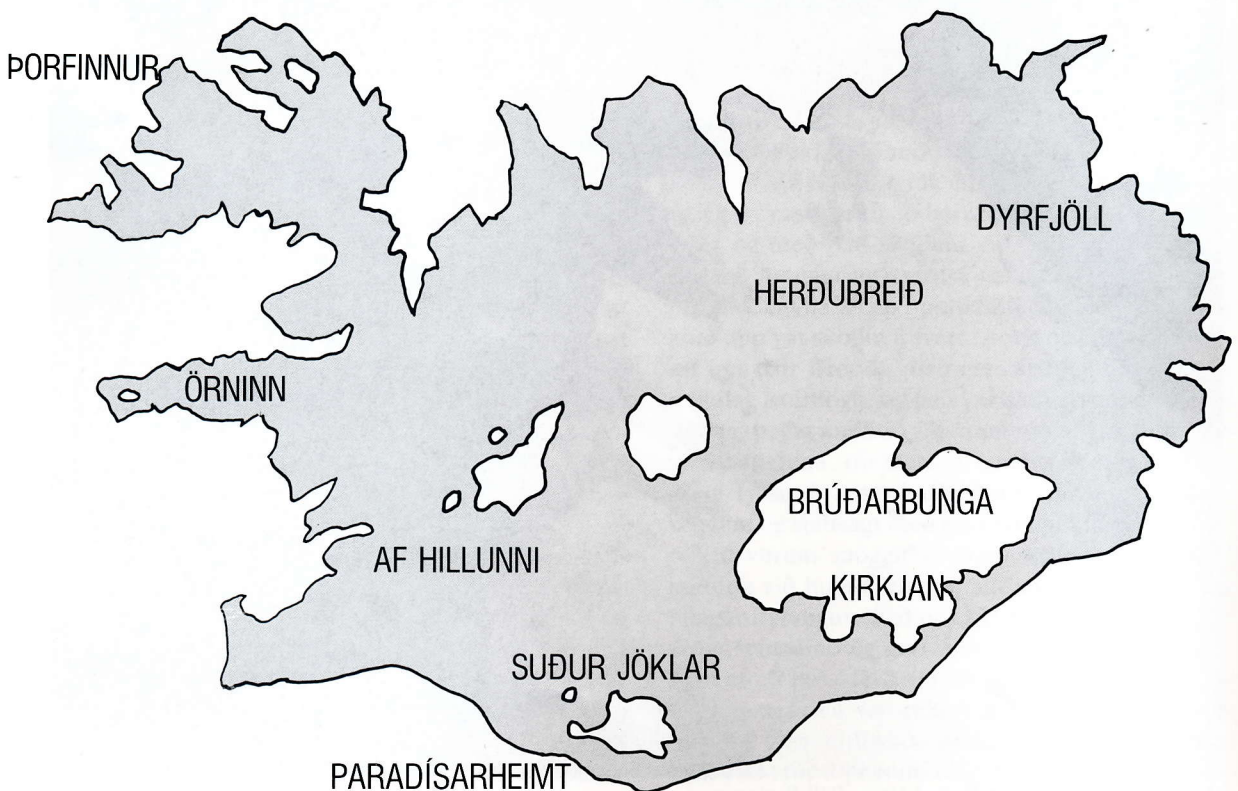 ÞORFINNUR
DYRFJÖLL
HERÐUBREIÐ
ÖRNINN
BRÚÐARBUNGA
AF HILLUNNI
KIRKJAN
SUÐUR JÖKLAR
PARADÍSARHEIMT